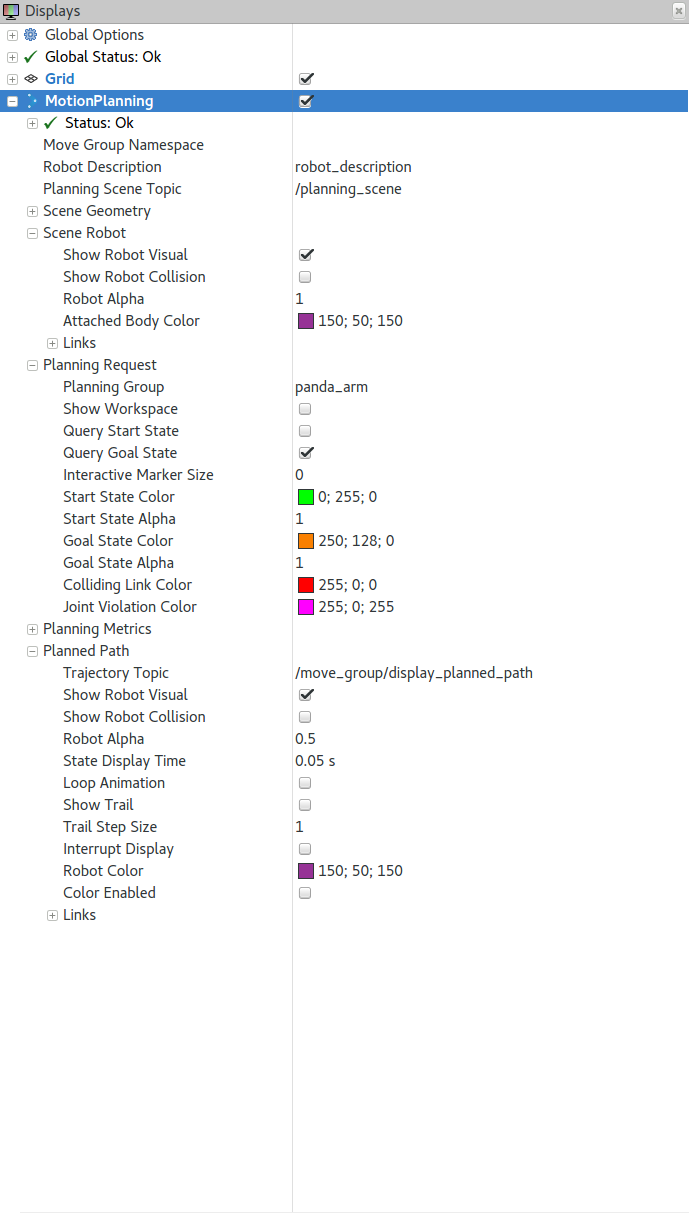 Displays
Global Options
Global Status: Ok
Grid
MotionPlanning
Status: Ok
Move Group Namespace
Robot Description robot_description
Planning Scene Topic /planning_scene
Scene Geometry
Scene Robot
Show Robot Visual
Show Robot Collision
Robot Alpha 1
Attached Body Color 150; 50; 150
Links
Planning Request
Planning Group panda_arm
Show Workspace
Query Start State
Query Goal State
Interactive Marker Size 0
Start State Color 0; 255; 0
Start State Alpha 1
Goal State Color 250; 128; 0
Goal State Alpha 1
Colliding Link Color 255; 0; 0
Joint Violation Color 255; 0; 255
Planning Metrics
Planned Path
Trajectory Topic /move_group/display_planned_path
Show Robot Visual
Show Robot Collision
Robot Alpha 0.5
State Display Time 0.05 s
Loop Animation
Show Trail
Trail Step Size 1
Interrupt Display
Robot Color 150; 50; 150
Color Enabled
Links